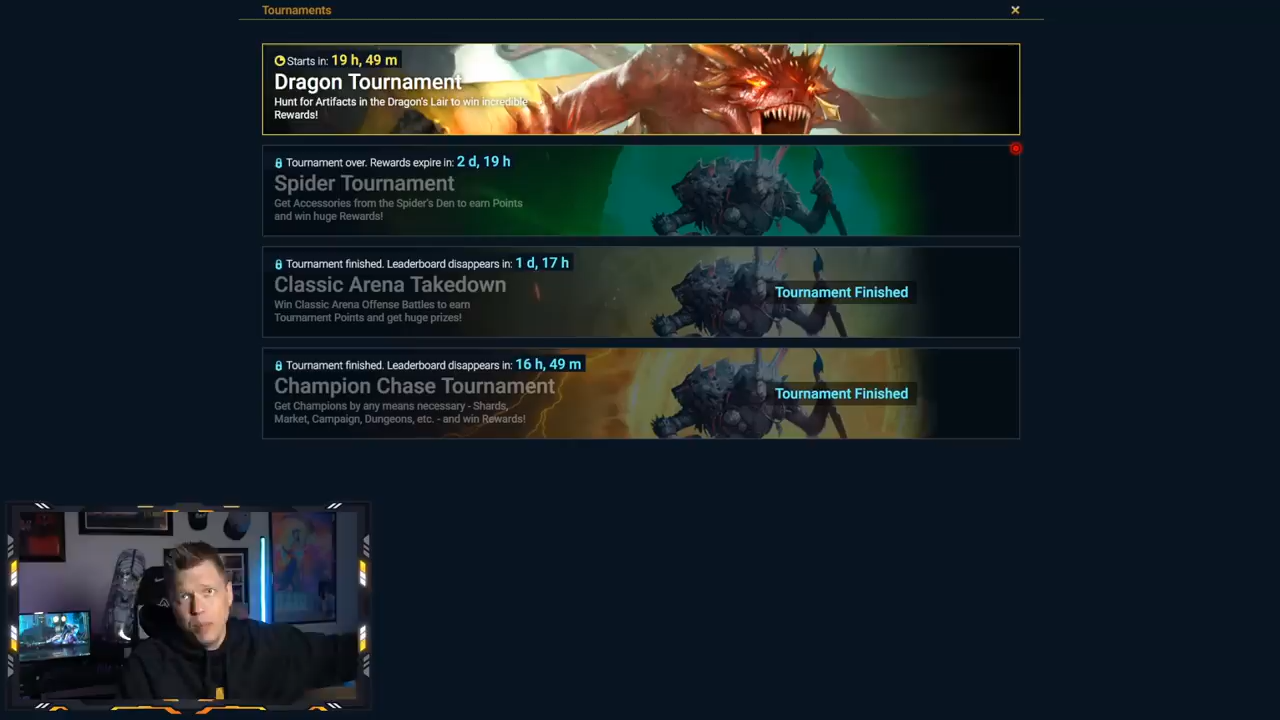 Tournaments
Starts in: 19 h, 49 m
Dragon Tournament
Hunt for Artifacts in the Dragon's Lair to win incredible
Rewards!
Tournament over. Rewards expire in: 2 d, 19 h
Spider Tournament
Get Accessories from the Spider's Den to earn Points
and win huge Rewards!
Tournament finished. Leaderboard disappears in: 1 d, 17 h
Classic Arena Takedown
Win Classic Arena Offense Battles to earn
Tournament Points and get huge prizes!
Tournament Finished
Tournament finished. Leaderboard disappears in: 16 h, 49 m
Champion Chase Tournament
Get Champions by any means necessary - Shards,
Market, Campaign, Dungeons, etc. - and win Rewards!
Tournament Finished